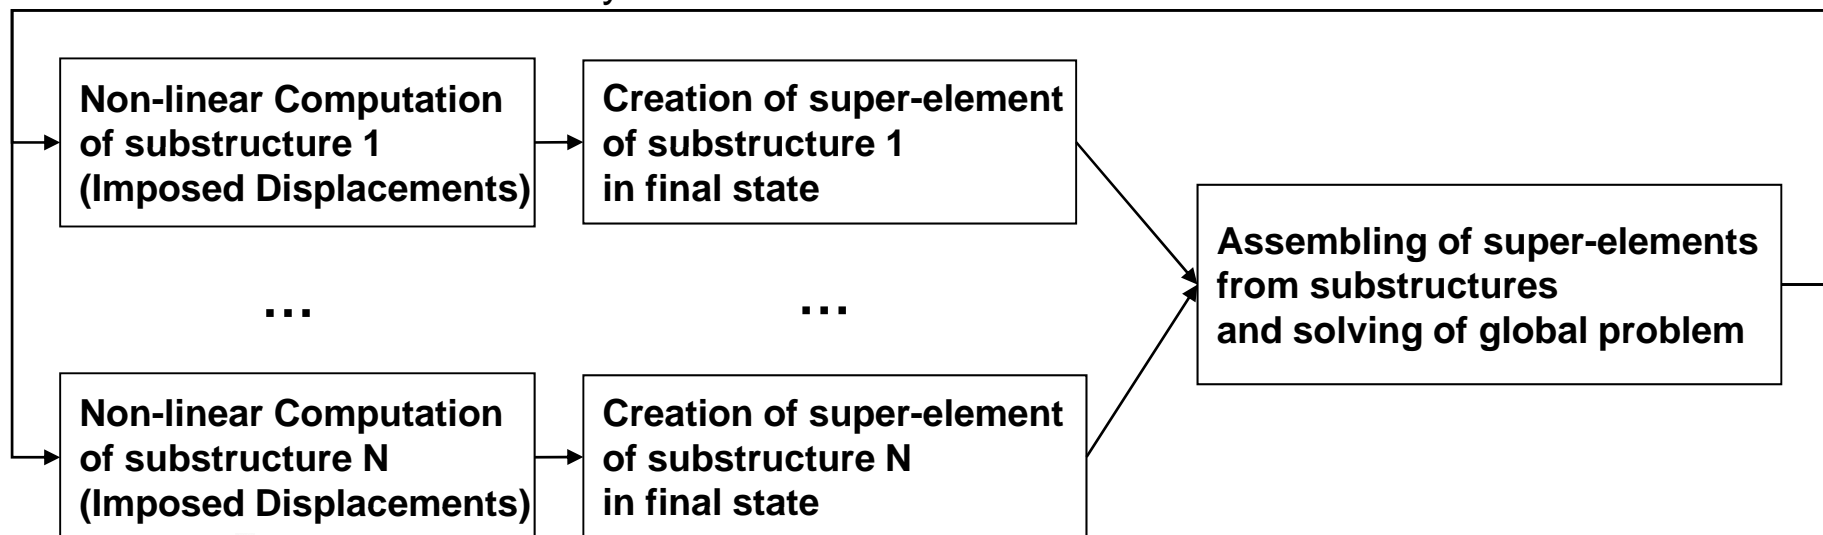 Non-linear Computation
of substructure 1
(Imposed Displacements)
Creation of super-element
of substructure 1
in final state
Assembling of super-elements
from substructures
and solving of global problem
...
...
Non-linear Computation
of substructure N
(Imposed Displacements)
Creation of super-element
of substructure N
in final state